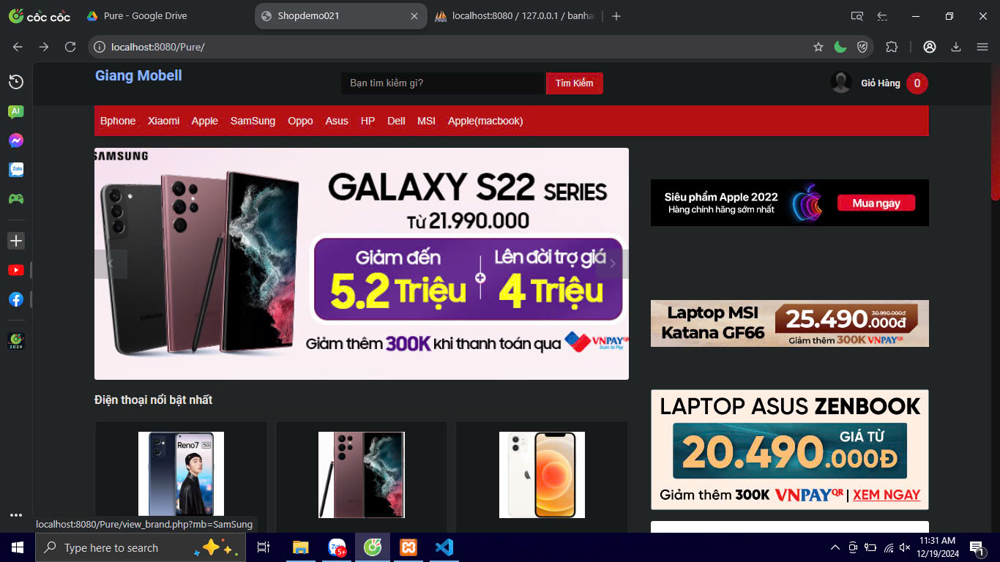 cốc cốc
Pure - Google Drive
Shopdemo021
localhost:8080 / 127.0.0.1 / banha
localhost:8080/Pure/
Giang Mobell
Bạn tìm kiếm gì?
Tìm Kiếm
Giỏ Hàng 0
Bphone Xiaomi Apple SamSung Oppo Asus HP Dell MSI Apple(macbook)
SAMSUNG
GALAXY S22 SERIES
Từ 21.990.000
Giảm đến
5.2 Triệu
Lên đời trợ giá
4 Triệu
Giảm thêm 300K khi thanh toán qua VNPAYQR
Scan to Pay
Siêu phẩm Apple 2022
Hàng chính hãng sớm nhất
Mua ngay
Laptop MSI
Katana GF66
30.990.000đ
25.490.000đ
Giảm thêm 300K VNPAYQR
LAPTOP ASUS ZENBOOK
GIÁ TỪ
20.490.000Đ
Giảm thêm 300K VNPAYQR | XEM NGAY
Điện thoại nổi bật nhất
Reno7 5G
AI
Zalo
2024
localhost:8080/Pure/view_brand.php?mb=SamSung
Type here to search
Zalo
5+
11:31 AM
12/19/2024
1